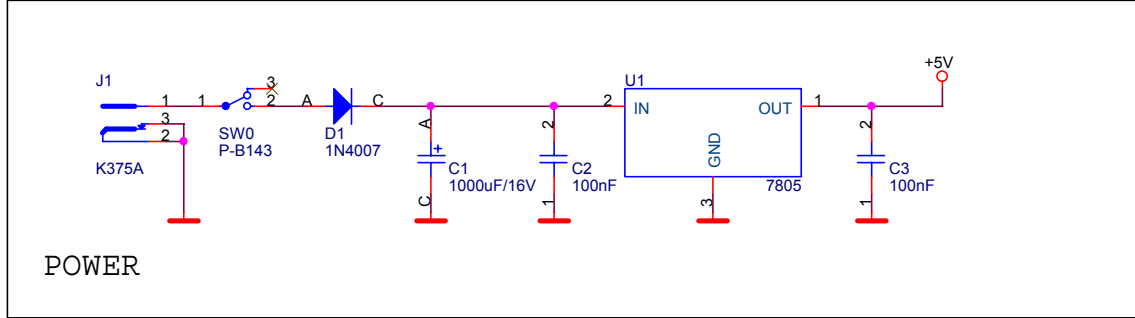 +5V
J1
U1
3
1
1
2
A
C
2
IN
OUT
1
3
2
SW0
P-B143
D1
1N4007
A
2
GND
2
K375A
C1
1000uF/16V
C2
100nF
7805
C3
100nF
C
1
3
1
POWER